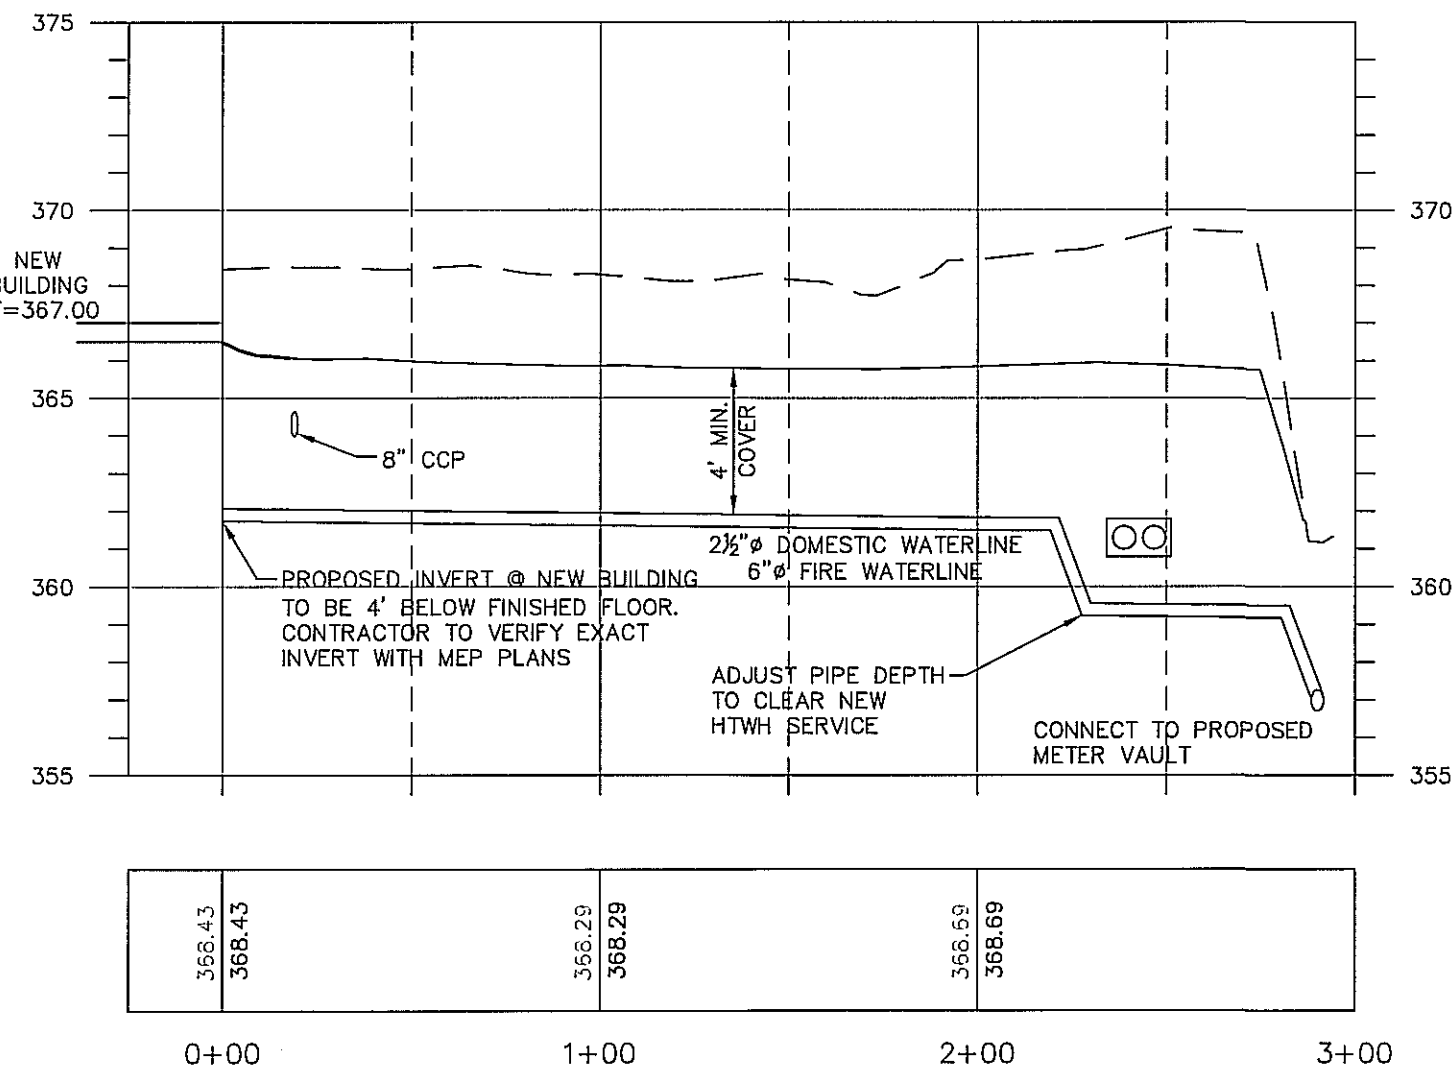 375
370
370
NEW
BUILDING
=367.00
365
4' MIN.
COVER
8" CCP
2½"ø DOMESTIC WATERLINE
6"ø FIRE WATERLINE
360
360
PROPOSED INVERT @ NEW BUILDING
TO BE 4' BELOW FINISHED FLOOR.
CONTRACTOR TO VERIFY EXACT
INVERT WITH MEP PLANS
ADJUST PIPE DEPTH
TO CLEAR NEW
HTWH SERVICE
CONNECT TO PROPOSED
METER VAULT
355
355
368.43
368.43
368.29
368.29
368.69
368.69
0+00
1+00
2+00
3+00